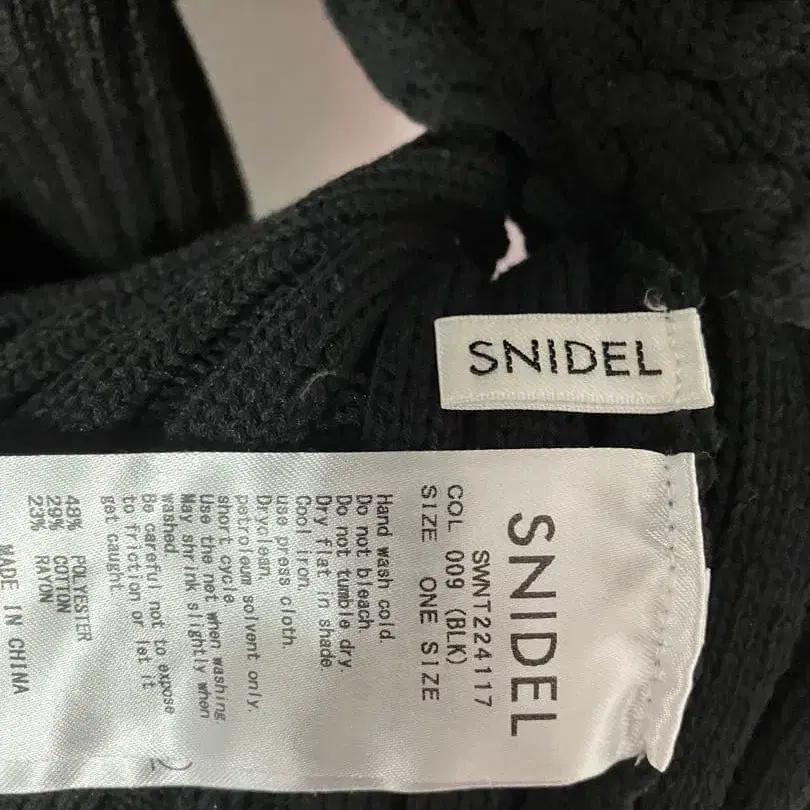 SNIDEL
SNIDEL
SWNT224117
COL 009 (BLK)
SIZE ONE SIZE
Hand wash cold.
Do not bleach.
Do not tumble dry.
Dry flat in shade.
Cool iron.
use press cloth.
Dryclean.
petroleum solvent only.
short cycle
Use the net when washing.
May shrink slightly when
washed
Be careful not to expose
to friction or let it
get caught.
48% POLYESTER
29% COTTON
23% RAYON
MADE IN CHINA